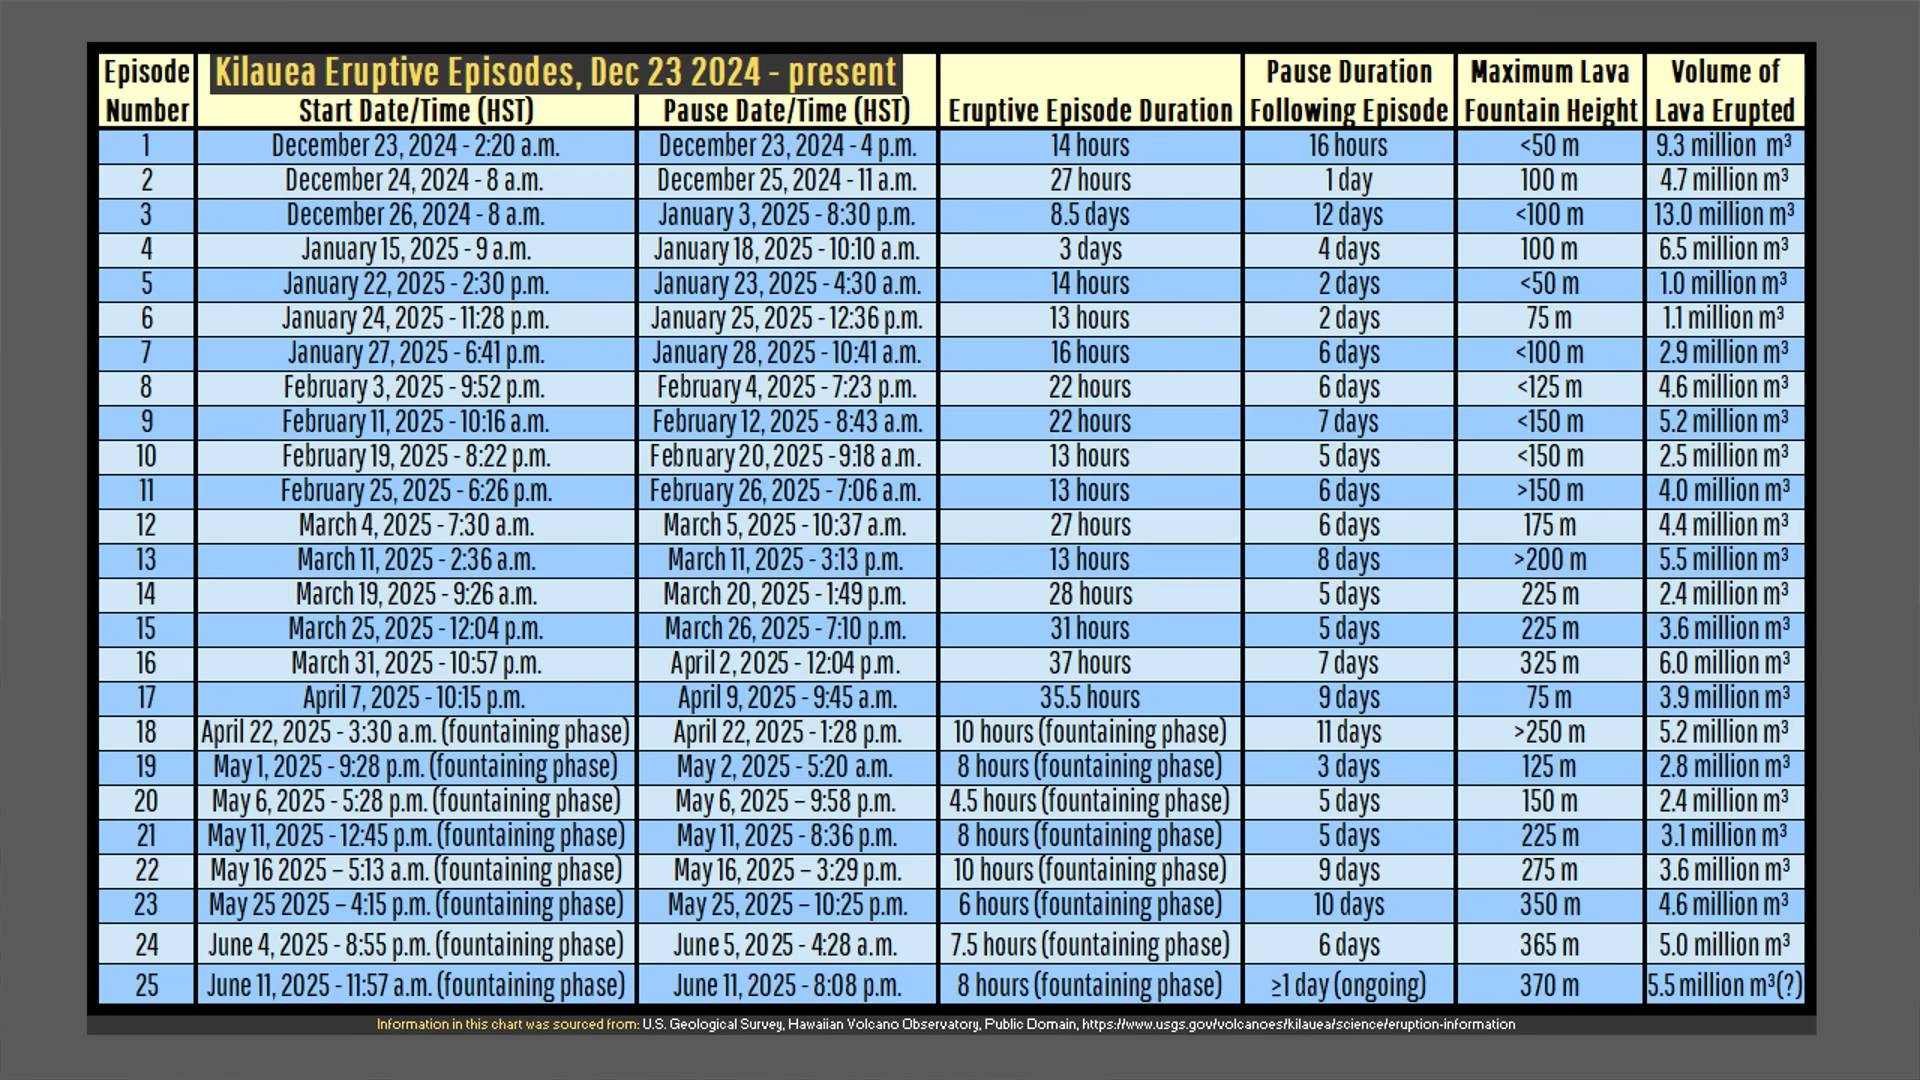 Kilauea Eruptive Episodes, Dec 23 2024 - present
Episode Number | Start Date/Time (HST) | Pause Date/Time (HST) | Eruptive Episode Duration | Pause Duration Following Episode | Maximum Lava Fountain Height | Volume of Lava Erupted
1 | December 23, 2024 - 2:20 a.m. | December 23, 2024 - 4 p.m. | 14 hours | 16 hours | <50 m | 9.3 million m³
2 | December 24, 2024 - 8 a.m. | December 25, 2024 - 11 a.m. | 27 hours | 1 day | 100 m | 4.7 million m³
3 | December 26, 2024 - 8 a.m. | January 3, 2025 - 8:30 p.m. | 8.5 days | 12 days | <100 m | 13.0 million m³
4 | January 15, 2025 - 9 a.m. | January 18, 2025 - 10:10 a.m. | 3 days | 4 days | 100 m | 6.5 million m³
5 | January 22, 2025 - 2:30 p.m. | January 23, 2025 - 4:30 a.m. | 14 hours | 2 days | <50 m | 1.0 million m³
6 | January 24, 2025 - 11:28 p.m. | January 25, 2025 - 12:36 p.m. | 13 hours | 2 days | 75 m | 1.1 million m³
7 | January 27, 2025 - 6:41 p.m. | January 28, 2025 - 10:41 a.m. | 16 hours | 6 days | <100 m | 2.9 million m³
8 | February 3, 2025 - 9:52 p.m. | February 4, 2025 - 7:23 p.m. | 22 hours | 6 days | <125 m | 4.6 million m³
9 | February 11, 2025 - 10:16 a.m. | February 12, 2025 - 8:43 a.m. | 22 hours | 7 days | <150 m | 5.2 million m³
10 | February 19, 2025 - 8:22 p.m. | February 20, 2025 - 9:18 a.m. | 13 hours | 5 days | <150 m | 2.5 million m³
11 | February 25, 2025 - 6:26 p.m. | February 26, 2025 - 7:06 a.m. | 13 hours | 6 days | >150 m | 4.0 million m³
12 | March 4, 2025 - 7:30 a.m. | March 5, 2025 - 10:37 a.m. | 27 hours | 6 days | 175 m | 4.4 million m³
13 | March 11, 2025 - 2:36 a.m. | March 11, 2025 - 3:13 p.m. | 13 hours | 8 days | >200 m | 5.5 million m³
14 | March 19, 2025 - 9:26 a.m. | March 20, 2025 - 1:49 p.m. | 28 hours | 5 days | 225 m | 2.4 million m³
15 | March 25, 2025 - 12:04 p.m. | March 26, 2025 - 7:10 p.m. | 31 hours | 5 days | 225 m | 3.6 million m³
16 | March 31, 2025 - 10:57 p.m. | April 2, 2025 - 12:04 p.m. | 37 hours | 7 days | 325 m | 6.0 million m³
17 | April 7, 2025 - 10:15 p.m. | April 9, 2025 - 9:45 a.m. | 35.5 hours | 9 days | 75 m | 3.9 million m³
18 | April 22, 2025 - 3:30 a.m. (fountaining phase) | April 22, 2025 - 1:28 p.m. | 10 hours (fountaining phase) | 11 days | >250 m | 5.2 million m³
19 | May 1, 2025 - 9:28 p.m. (fountaining phase) | May 2, 2025 - 5:20 a.m. | 8 hours (fountaining phase) | 3 days | 125 m | 2.8 million m³
20 | May 6, 2025 - 5:28 p.m. (fountaining phase) | May 6, 2025 – 9:58 p.m. | 4.5 hours (fountaining phase) | 5 days | 150 m | 2.4 million m³
21 | May 11, 2025 - 12:45 p.m. (fountaining phase) | May 11, 2025 - 8:36 p.m. | 8 hours (fountaining phase) | 5 days | 225 m | 3.1 million m³
22 | May 16 2025 – 5:13 a.m. (fountaining phase) | May 16, 2025 – 3:29 p.m. | 10 hours (fountaining phase) | 9 days | 275 m | 3.6 million m³
23 | May 25 2025 – 4:15 p.m. (fountaining phase) | May 25, 2025 – 10:25 p.m. | 6 hours (fountaining phase) | 10 days | 350 m | 4.6 million m³
24 | June 4, 2025 - 8:55 p.m. (fountaining phase) | June 5, 2025 - 4:28 a.m. | 7.5 hours (fountaining phase) | 6 days | 365 m | 5.0 million m³
25 | June 11, 2025 - 11:57 a.m. (fountaining phase) | June 11, 2025 - 8:08 p.m. | 8 hours (fountaining phase) | ≥1 day (ongoing) | 370 m | 5.5 million m³(?)
Information in this chart was sourced from: U.S. Geological Survey, Hawaiian Volcano Observatory, Public Domain, https://www.usgs.gov/volcanoes/kilauea/science/eruption-information